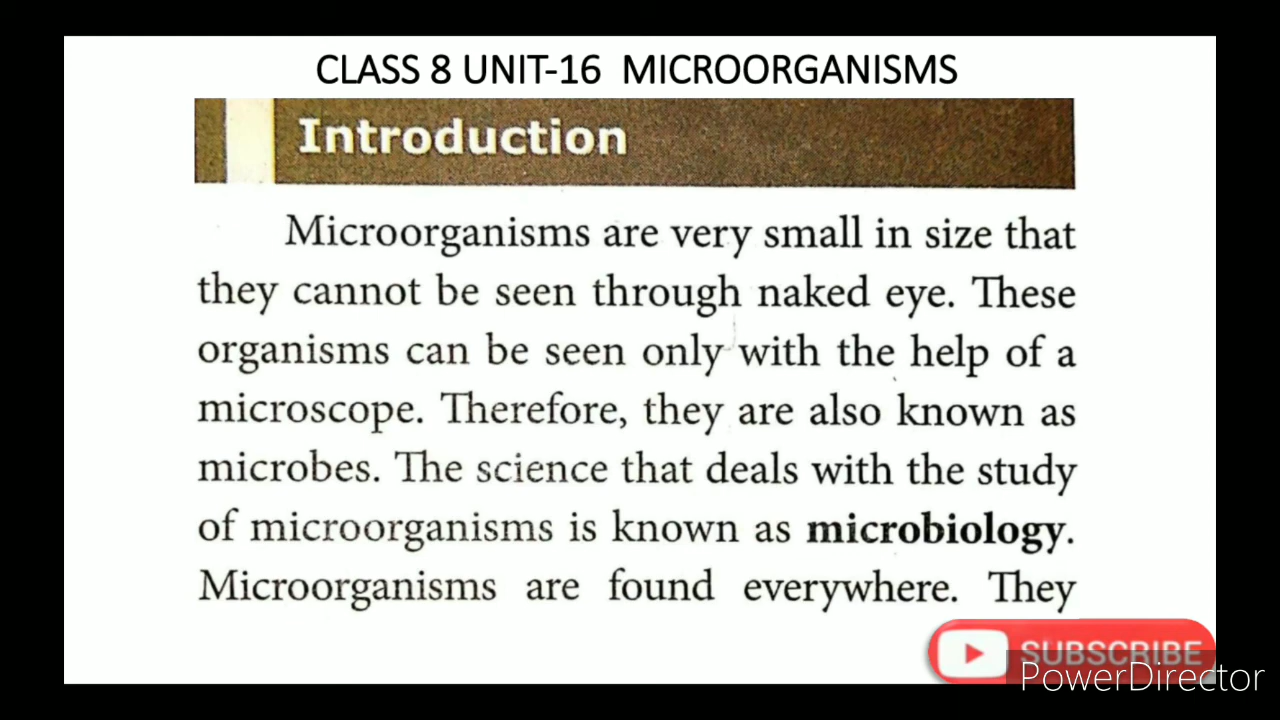 CLASS 8 UNIT-16 MICROORGANISMS
Introduction
Microorganisms are very small in size that
they cannot be seen through naked eye. These
organisms can be seen only with the help of a
microscope. Therefore, they are also known as
microbes. The science that deals with the study
of microorganisms is known as microbiology.
Microorganisms are found everywhere. They
SUBSCRIBE
PowerDirector